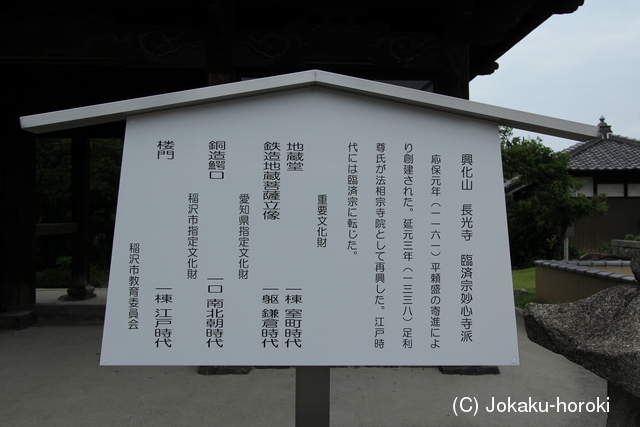 興化山　長光寺　臨済宗妙心寺派
応保元年（一一六一）平頼盛の寄進によ
り創建された。延元三年（一三三八）足利
尊氏が法相宗寺院として再興した。江戸時
代には臨済宗に転じた。
重要文化財
地蔵堂　一棟 室町時代
鉄造地蔵菩薩立像　一躯 鎌倉時代
愛知県指定文化財
銅造鰐口　一口 南北朝時代
稲沢市指定文化財
楼門　一棟 江戸時代
稲沢市教育委員会
(C) Jokaku-horoki